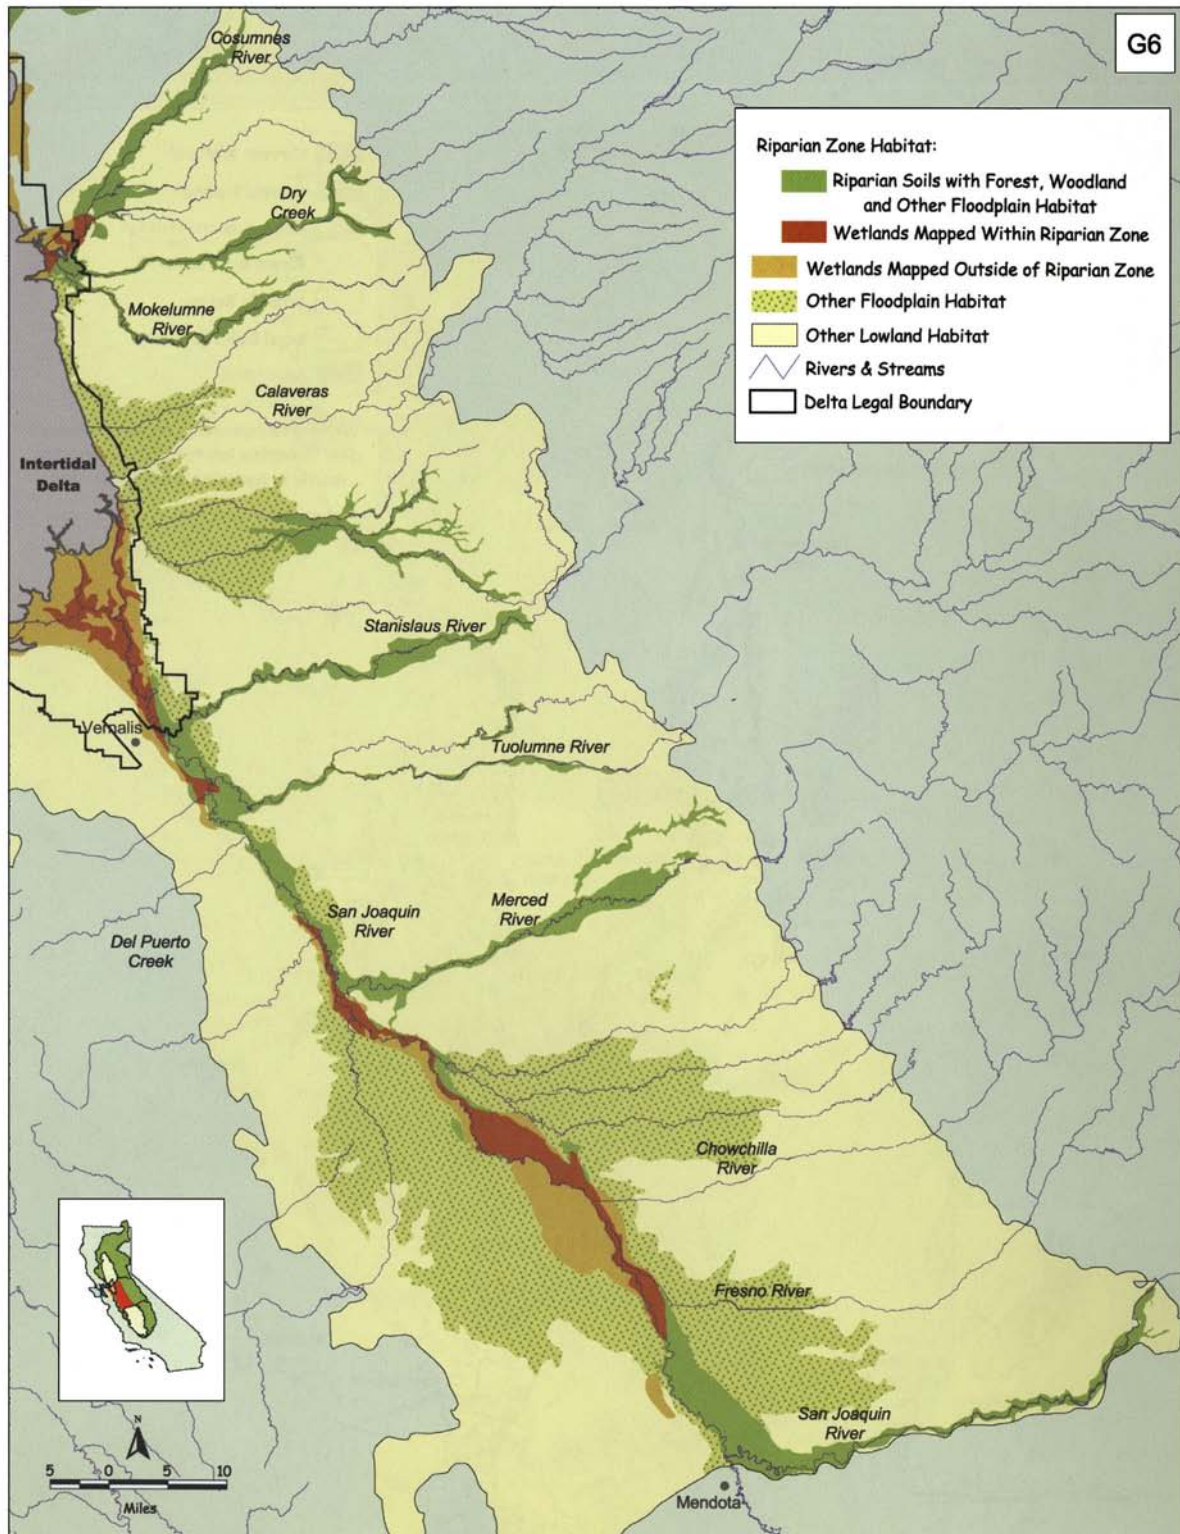 G6
Cosumnes
River
Riparian Zone Habitat:
Riparian Soils with Forest, Woodland
and Other Floodplain Habitat
Wetlands Mapped Within Riparian Zone
Wetlands Mapped Outside of Riparian Zone
Other Floodplain Habitat
Other Lowland Habitat
Rivers & Streams
Delta Legal Boundary
Dry
Creek
Mokelumne
River
Calaveras
River
Intertidal
Delta
Stanislaus River
Vernalis
Tuolumne River
Merced
River
San Joaquin
River
Del Puerto
Creek
Chowchilla
River
Fresno River
San Joaquin
River
Mendota
N
5 0 5 10
Miles